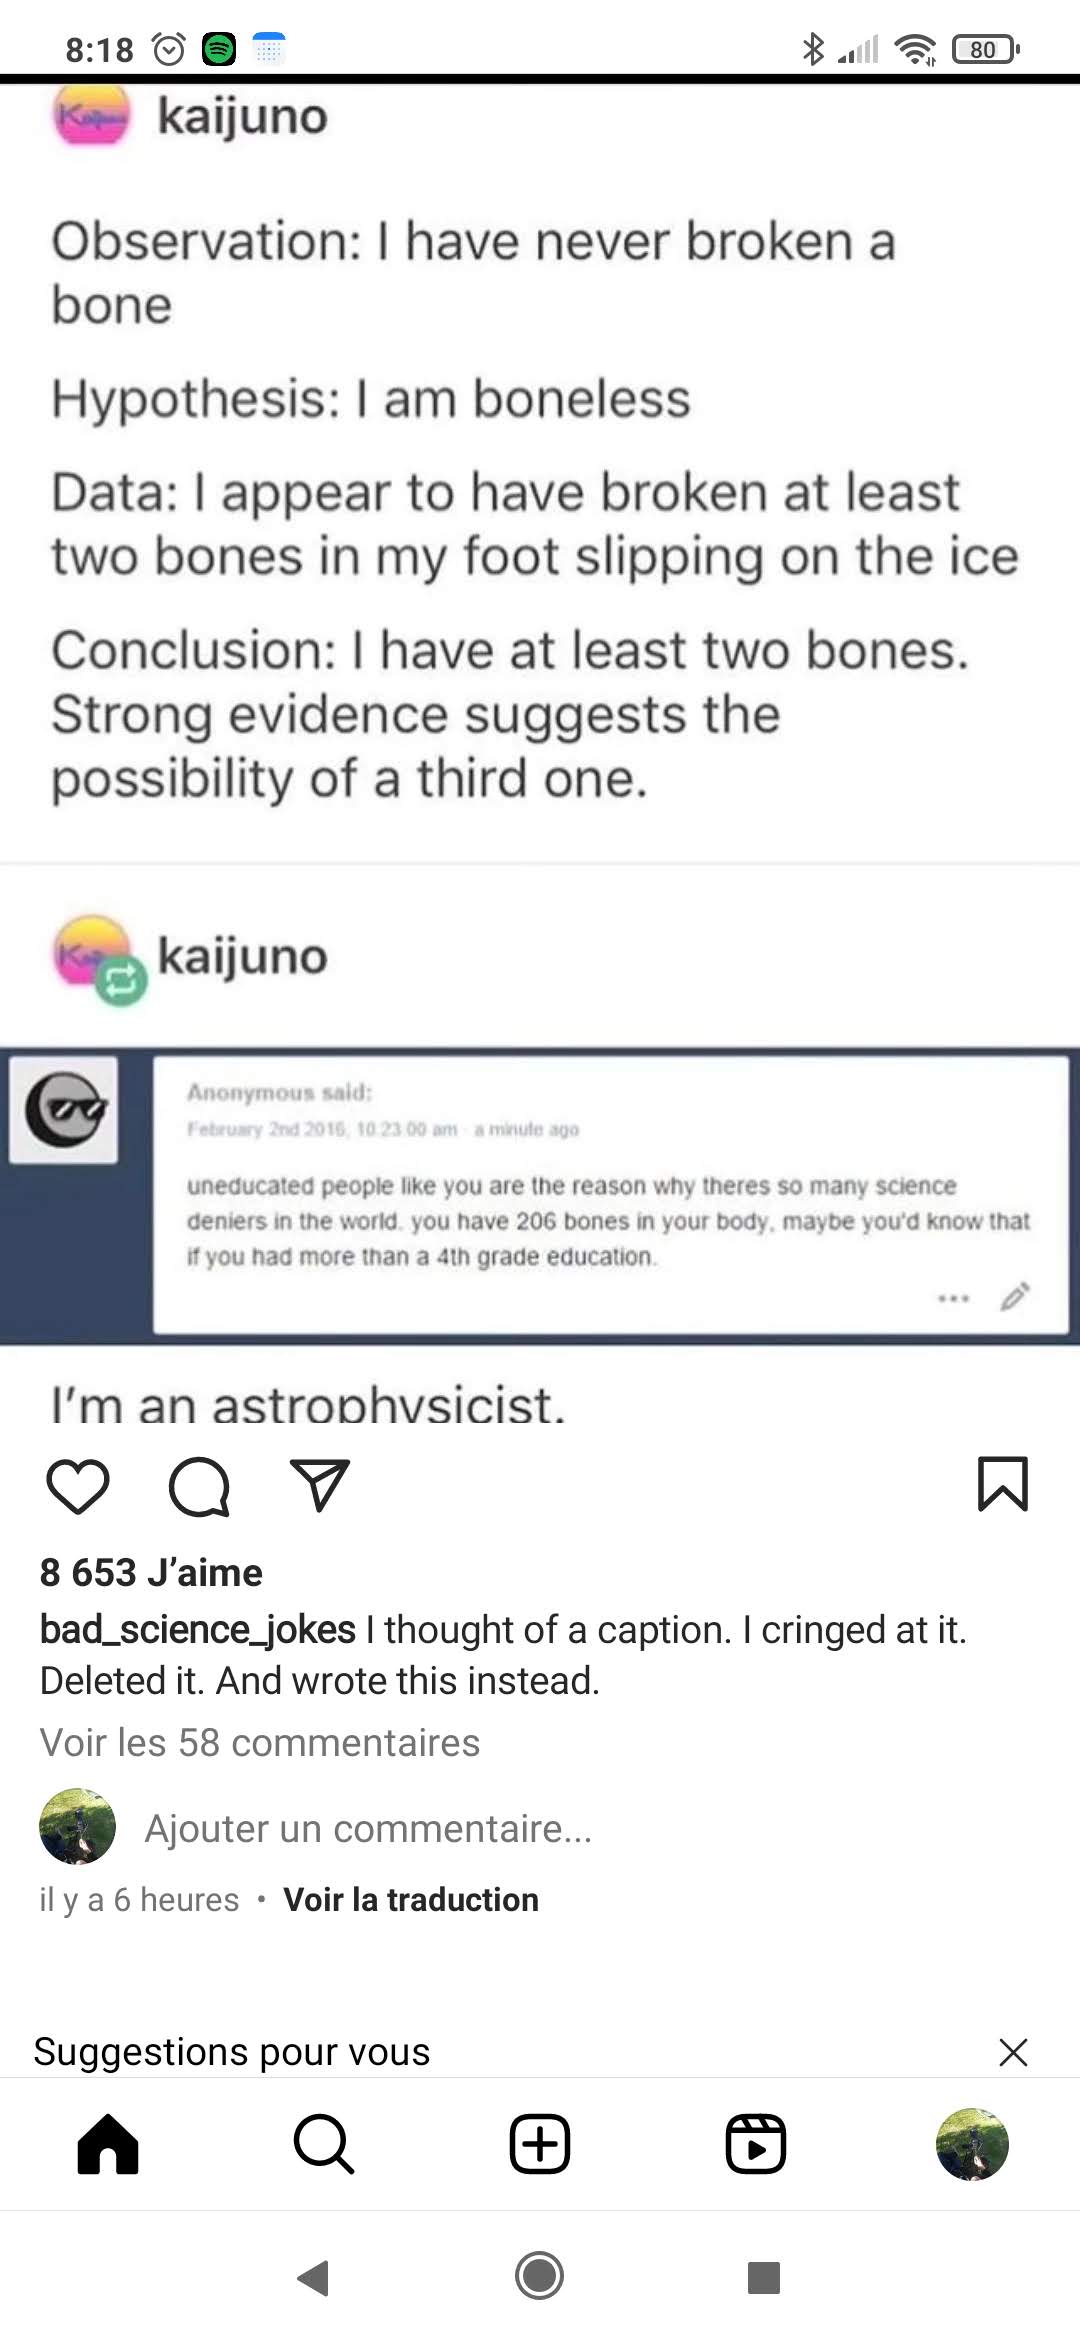 8:18
80
kaijuno
Observation: I have never broken a
bone
Hypothesis: I am boneless
Data: I appear to have broken at least
two bones in my foot slipping on the ice
Conclusion: I have at least two bones.
Strong evidence suggests the
possibility of a third one.
kaijuno
Anonymous said:
February 2nd 2016, 10:23:00 am · a minute ago
uneducated people like you are the reason why theres so many science
deniers in the world. you have 206 bones in your body, maybe you'd know that
if you had more than a 4th grade education.
I'm an astrophysicist.
8 653 J’aime
bad_science_jokes I thought of a caption. I cringed at it.
Deleted it. And wrote this instead.
Voir les 58 commentaires
Ajouter un commentaire...
il y a 6 heures • Voir la traduction
Suggestions pour vous